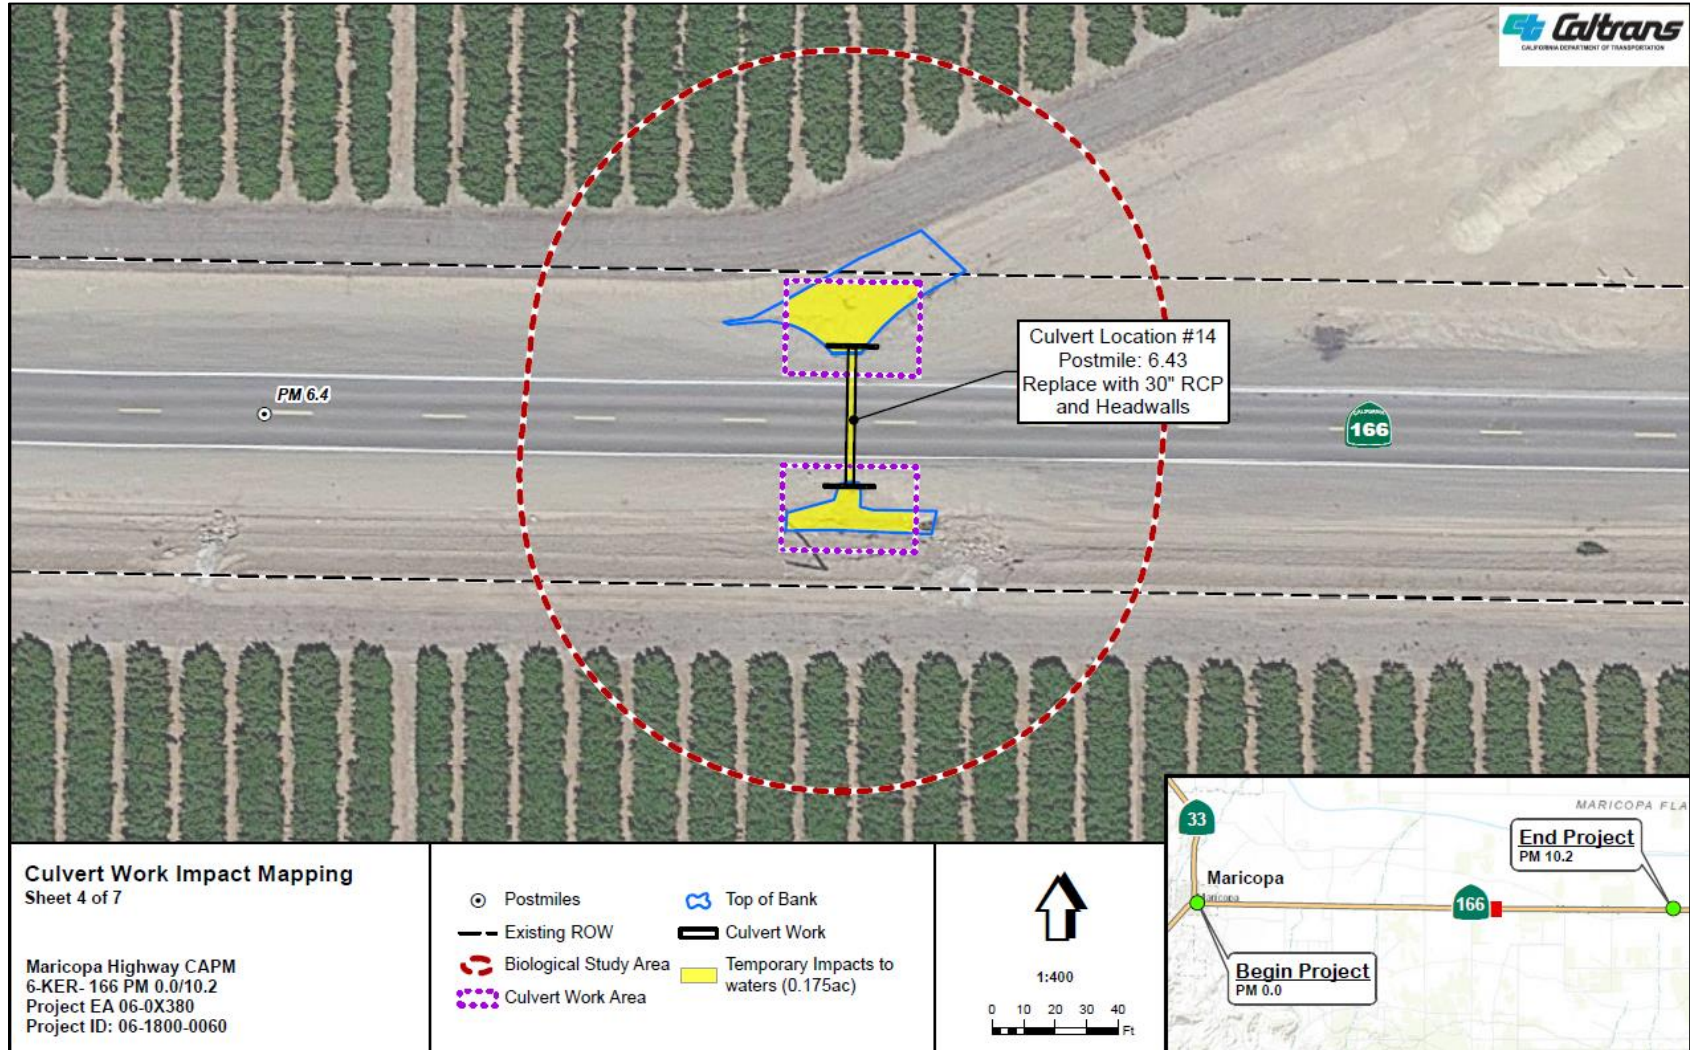 Caltrans
CALIFORNIA DEPARTMENT OF TRANSPORTATION
PM 6.4
Culvert Location #14
Postmile: 6.43
Replace with 30" RCP
and Headwalls
CALIFORNIA
166
Culvert Work Impact Mapping
Sheet 4 of 7
Maricopa Highway CAPM
6-KER- 166 PM 0.0/10.2
Project EA 06-0X380
Project ID: 06-1800-0060
Postmiles
Existing ROW
Biological Study Area
Culvert Work Area
Top of Bank
Culvert Work
Temporary Impacts to
waters (0.175ac)
1:400
0 10 20 30 40
Ft
MARICOPA FLA
33
End Project
PM 10.2
Maricopa
Maricopa
166
Begin Project
PM 0.0